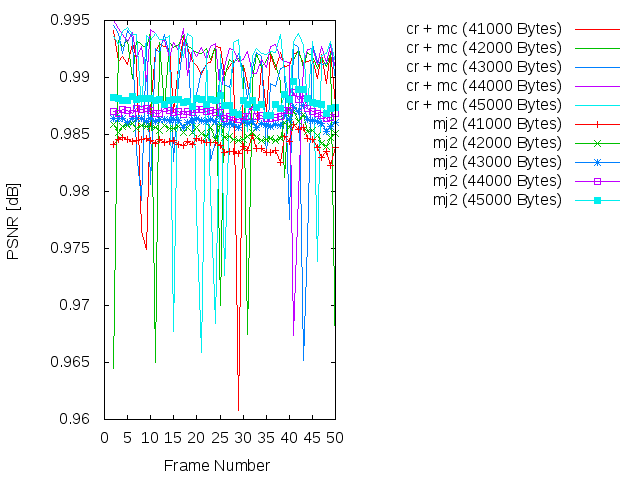 0.995
0.99
0.985
0.98
0.975
0.97
0.965
0.96
PSNR [dB]
0 5 10 15 20 25 30 35 40 45 50
Frame Number
cr + mc (41000 Bytes)
cr + mc (42000 Bytes)
cr + mc (43000 Bytes)
cr + mc (44000 Bytes)
cr + mc (45000 Bytes)
mj2 (41000 Bytes)
mj2 (42000 Bytes)
mj2 (43000 Bytes)
mj2 (44000 Bytes)
mj2 (45000 Bytes)